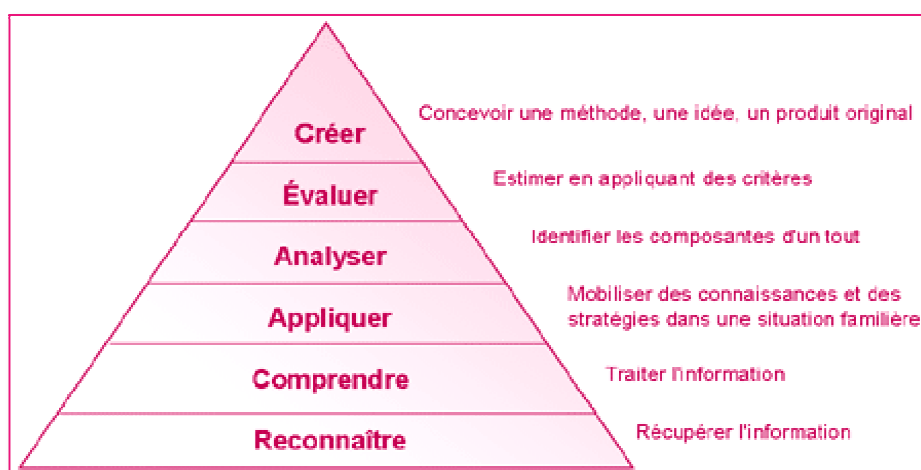 Créer
Concevoir une méthode, une idée, un produit original
Évaluer
Estimer en appliquant des critères
Analyser
Identifier les composantes d'un tout
Appliquer
Mobiliser des connaissances et des
stratégies dans une situation familière
Comprendre
Traiter l'information
Reconnaître
Récupérer l'information